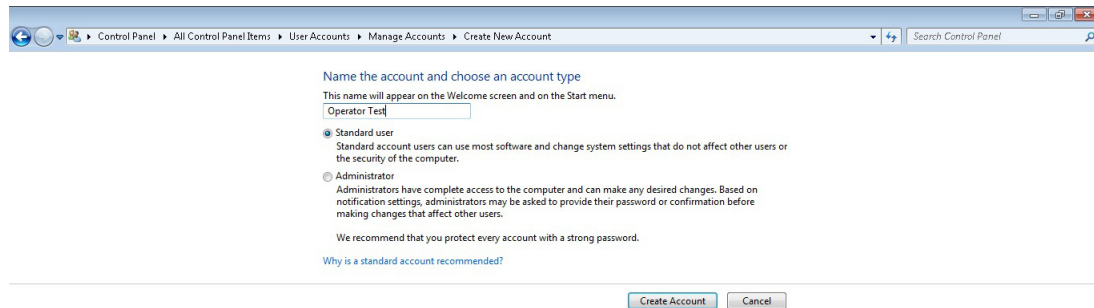 Control Panel ▸ All Control Panel Items ▸ User Accounts ▸ Manage Accounts ▸ Create New Account
Search Control Panel
Name the account and choose an account type
This name will appear on the Welcome screen and on the Start menu.
Operator Test
Standard user
Standard account users can use most software and change system settings that do not affect other users or
the security of the computer.
Administrator
Administrators have complete access to the computer and can make any desired changes. Based on
notification settings, administrators may be asked to provide their password or confirmation before
making changes that affect other users.
We recommend that you protect every account with a strong password.
Why is a standard account recommended?
Create Account
Cancel